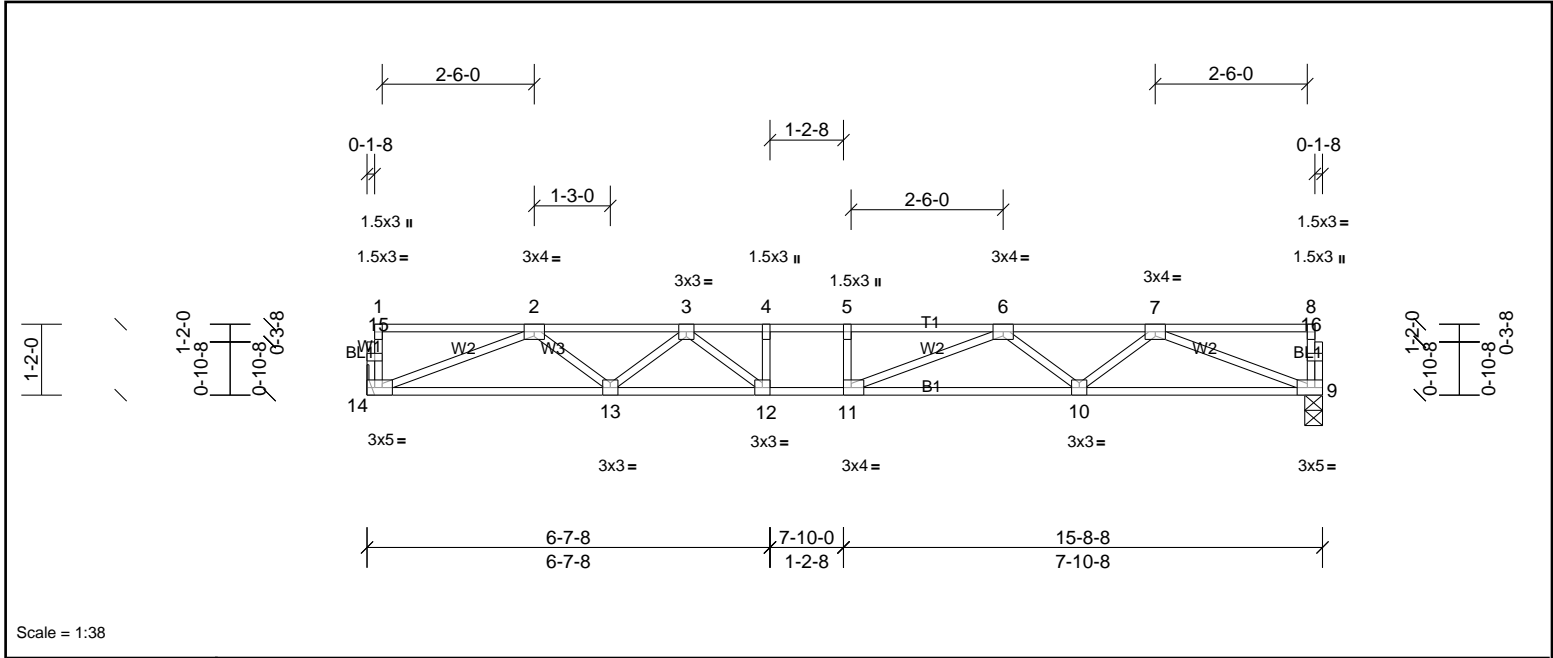 2-6-0 2-6-0
1-2-8
0-1-8 0-1-8
1-3-0 2-6-0
1.5x3 II 1.5x3 =
1.5x3 = 3x4 = 1.5x3 II 3x4 = 1.5x3 II
3x3 = 1.5x3 II 3x4 =
1 2 3 4 5 6 7 8
15 T1 16
1-2-0 1-2-0 0-3-8 1-2-0 0-3-8
W1 BL1 W2 W3 W2 W2 BL1
0-10-8 0-10-8 0-10-8 0-10-8
B1
14 13 12 11 10 9
3x5 = 3x3 = 3x3 =
3x3 = 3x4 = 3x5 =
6-7-8 7-10-0 15-8-8
6-7-8 1-2-8 7-10-8
Scale = 1:38